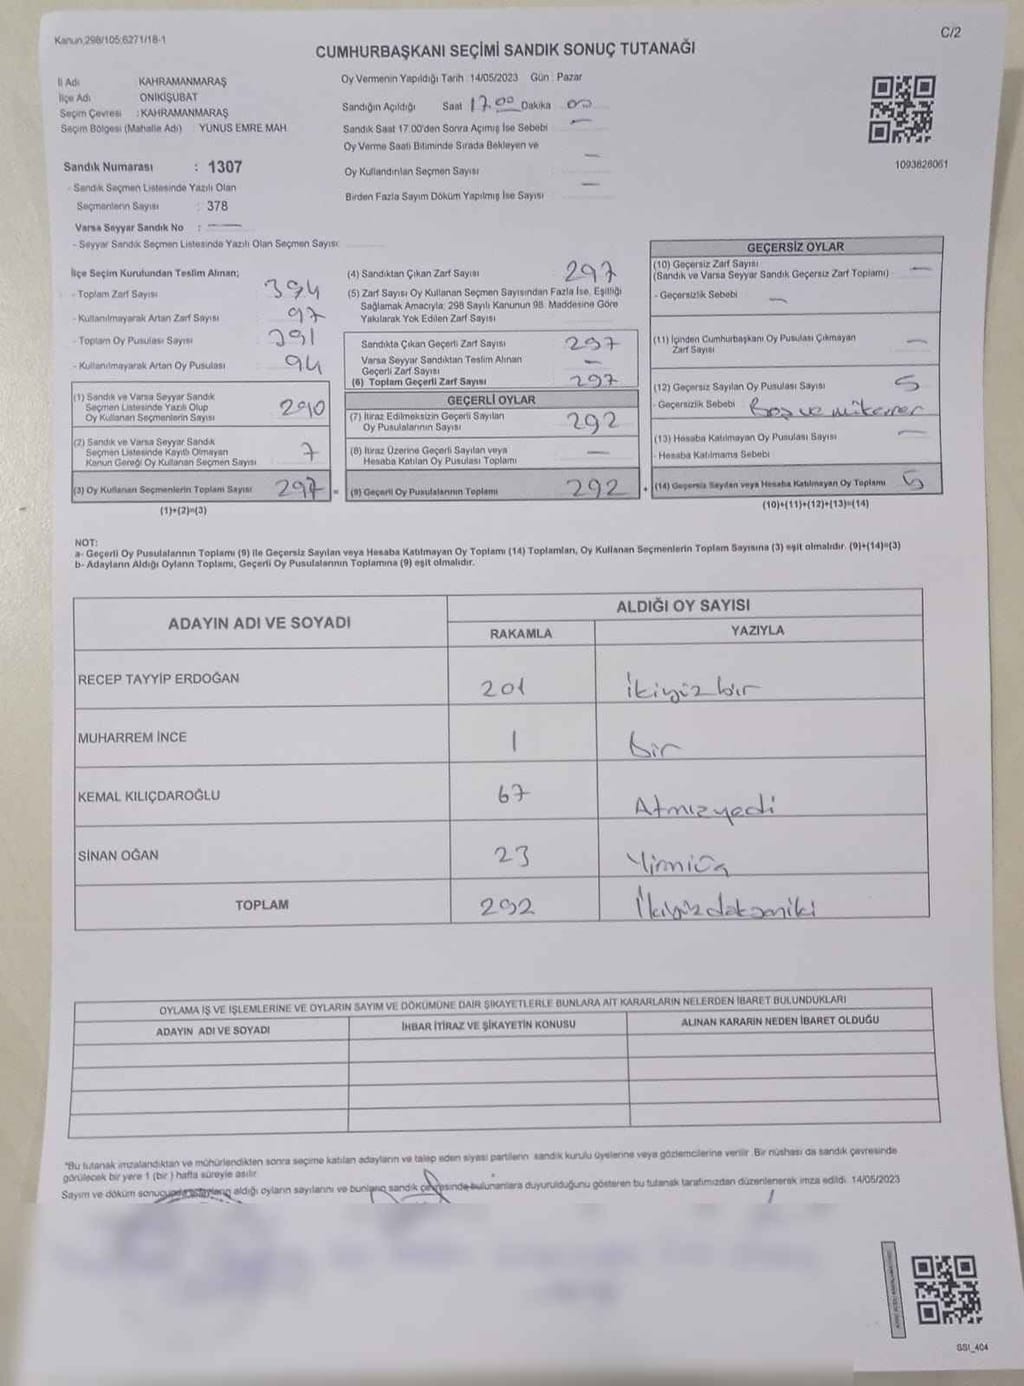 Kanun 298/105;6271/18-1
C/2
CUMHURBAŞKANI SEÇİMİ SANDIK SONUÇ TUTANAĞI
İl Adı KAHRAMANMARAŞ
İlçe Adı ONİKİŞUBAT
Seçim Çevresi : KAHRAMANMARAŞ
Seçim Bölgesi (Mahalle Adı) : YUNUS EMRE MAH.
Oy Vermenin Yapıldığı Tarih 14/05/2023 Gün : Pazar
Sandığın Açıldığı Saat 17.00 Dakika 00
Sandık Saat 17.00'den Sonra Açımış İse Sebebi —
Oy Verme Saati Bitiminde Sırada Bekleyen ve
Oy Kullandırılan Seçmen Sayısı —
Birden Fazla Sayım Döküm Yapılmış İse Sayısı —
1093828061
Sandık Numarası : 1307
- Sandık Seçmen Listesinde Yazılı Olan
Seçmenlerin Sayısı : 378
Varsa Seyyar Sandık No : —
- Seyyar Sandık Seçmen Listesinde Yazılı Olan Seçmen Sayısı:
İlçe Seçim Kurulundan Teslim Alınan;
- Toplam Zarf Sayısı 394
- Kullanılmayarak Artan Zarf Sayısı 97
- Toplam Oy Pusulası Sayısı 391
- Kullanılmayarak Artan Oy Pusulası 94
(1) Sandık ve Varsa Seyyar Sandık
Seçmen Listesinde Yazılı Olup
Oy Kullanan Seçmenlerin Sayısı 290
(2) Sandık ve Varsa Seyyar Sandık
Seçmen Listesinde Kayıtlı Olmayan
Kanun Gereği Oy Kullanan Seçmen Sayısı 7
(3) Oy Kullanan Seçmenlerin Toplam Sayısı 297 =
(1)+(2)=(3)
(4) Sandıktan Çıkan Zarf Sayısı 297
(5) Zarf Sayısı Oy Kullanan Seçmen Sayısından Fazla İse, Eşitliği
Sağlamak Amacıyla; 298 Sayılı Kanunun 98. Maddesine Göre
Yakılarak Yok Edilen Zarf Sayısı
Sandıkta Çıkan Geçerli Zarf Sayısı 297
Varsa Seyyar Sandıktan Teslim Alınan
Geçerli Zarf Sayısı —
(6) Toplam Geçerli Zarf Sayısı 297
GEÇERLİ OYLAR
(7) İtiraz Edilmeksizin Geçerli Sayılan
Oy Pusulalarının Sayısı 292
(8) İtiraz Üzerine Geçerli Sayılan veya
Hesaba Katılan Oy Pusulası Toplamı —
(9) Geçerli Oy Pusulalarının Toplamı 292 +
GEÇERSİZ OYLAR
(10) Geçersiz Zarf Sayısı
(Sandık ve Varsa Seyyar Sandık Geçersiz Zarf Toplamı) —
- Geçersizlik Sebebi —
(11) İçinden Cumhurbaşkanı Oy Pusulası Çıkmayan
Zarf Sayısı —
(12) Geçersiz Sayılan Oy Pusulası Sayısı 5
- Geçersizlik Sebebi Boş ve mükerrer
(13) Hesaba Katılmayan Oy Pusulası Sayısı —
- Hesaba Katılmama Sebebi
(14) Geçersiz Sayılan veya Hesaba Katılmayan Oy Toplamı 5
(10)+(11)+(12)+(13)=(14)
NOT:
a- Geçerli Oy Pusulalarının Toplamı (9) ile Geçersiz Sayılan veya Hesaba Katılmayan Oy Toplamı (14) Toplamları, Oy Kullanan Seçmenlerin Toplam Sayısına (3) eşit olmalıdır. (9)+(14)=(3)
b- Adayların Aldığı Oyların Toplamı, Geçerli Oy Pusulalarının Toplamına (9) eşit olmalıdır.
ADAYIN ADI VE SOYADI
ALDIĞI OY SAYISI
RAKAMLA YAZIYLA
RECEP TAYYİP ERDOĞAN 201 İkiyüzbir
MUHARREM İNCE 1 Bir
KEMAL KILIÇDAROĞLU 67 Atmışyedi
SİNAN OĞAN 23 Yirmiüç
TOPLAM 292 İkiyüzdoksaniki
OYLAMA İŞ VE İŞLEMLERİNE VE OYLARIN SAYIM VE DÖKÜMÜNE DAİR ŞİKAYETLERLE BUNLARA AİT KARARLARIN NELERDEN İBARET BULUNDUKLARI
ADAYIN ADI VE SOYADI İHBAR İTİRAZ VE ŞİKAYETİN KONUSU ALINAN KARARIN NEDEN İBARET OLDUĞU
"Bu tutanak imzalandıktan ve mühürlendikten sonra seçime katılan adayların ve talep eden siyasi partilerin sandık kurulu üyelerine veya gözlemcilerine verilir. Bir nüshası da sandık çevresinde
görülecek bir yere 1 (bir) hafta süreyle asılır.
Sayım ve döküm sonucunda adayların aldığı oyların sayılarını ve bunların sandık çevresinde bulunanlara duyurulduğunu gösteren bu tutanak tarafımızdan düzenlenerek imza edildi. 14/05/2023
SSI_404